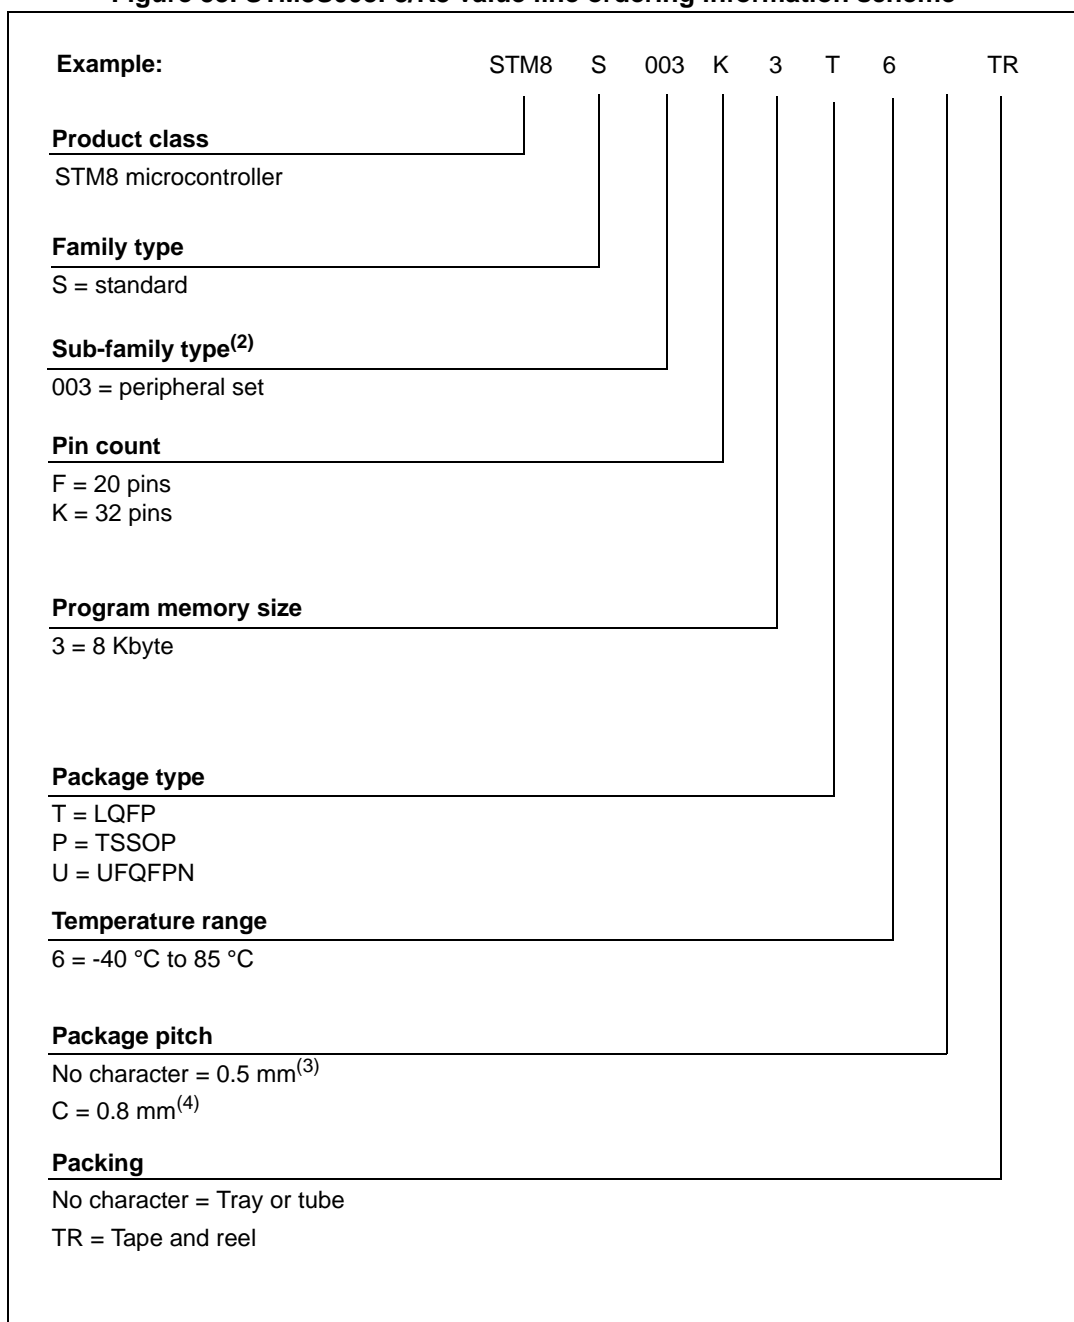 Example: STM8 S 003 K 3 T 6 TR
Product class
STM8 microcontroller
Family type
S = standard
Sub-family type(2)
003 = peripheral set
Pin count
F = 20 pins
K = 32 pins
Program memory size
3 = 8 Kbyte
Package type
T = LQFP
P = TSSOP
U = UFQFPN
Temperature range
6 = -40 °C to 85 °C
Package pitch
No character = 0.5 mm(3)
C = 0.8 mm(4)
Packing
No character = Tray or tube
TR = Tape and reel